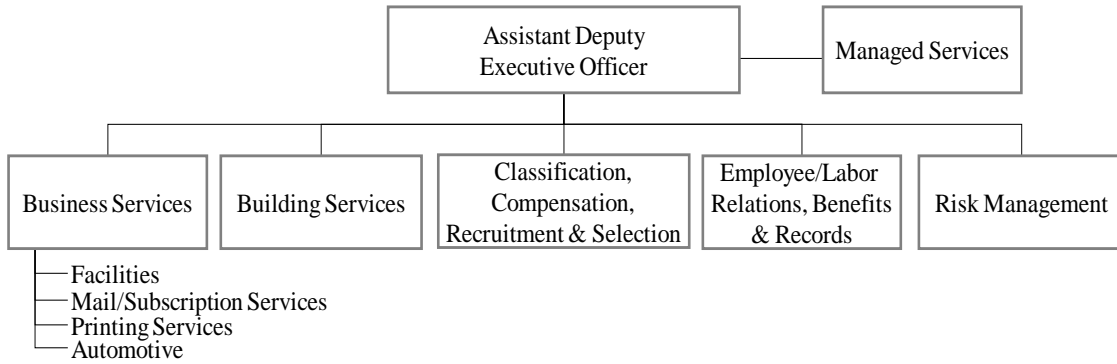 Assistant Deputy
Executive Officer
Managed Services
Business Services
Building Services
Classification,
Compensation,
Recruitment & Selection
Employee/Labor
Relations, Benefits
& Records
Risk Management
Facilities
Mail/Subscription Services
Printing Services
Automotive